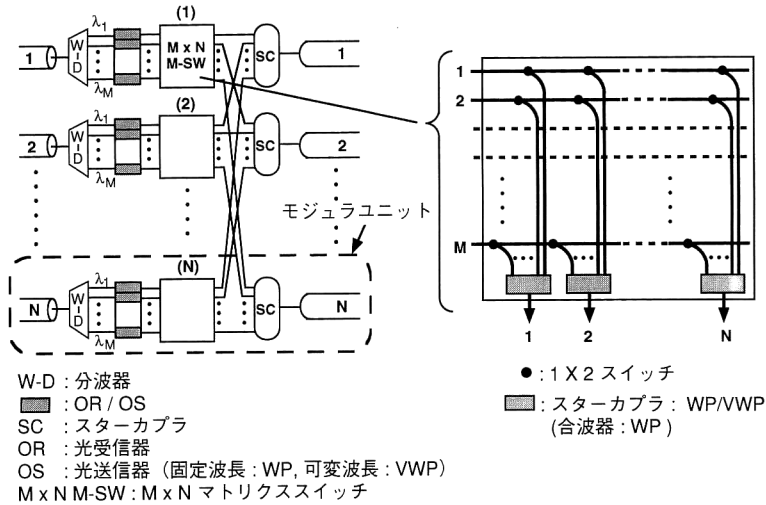 (1)
λ1
W-D
λM
1
M x N
M-SW
SC
1
(2)
λ1
W-D
λM
2
SC
2
モジュラユニット
(N)
λ1
W-D
λM
N
SC
N
1
2
M
1 2 N
W-D : 分波器
: OR / OS
SC : スターカプラ
OR : 光受信器
OS : 光送信器（固定波長 : WP, 可変波長 : VWP）
M x N M-SW : M x N マトリクススイッチ
● : 1 X 2 スイッチ
: スターカプラ : WP/VWP
(合波器 : WP )